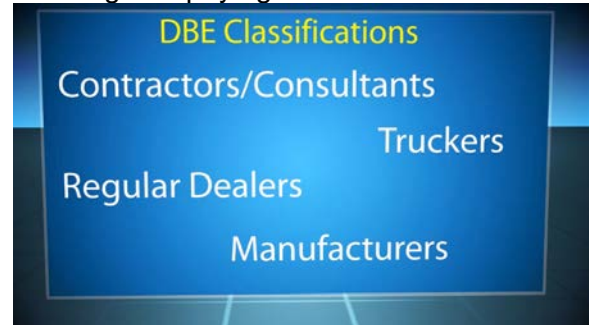 DBE Classifications
Contractors/Consultants
Truckers
Regular Dealers
Manufacturers